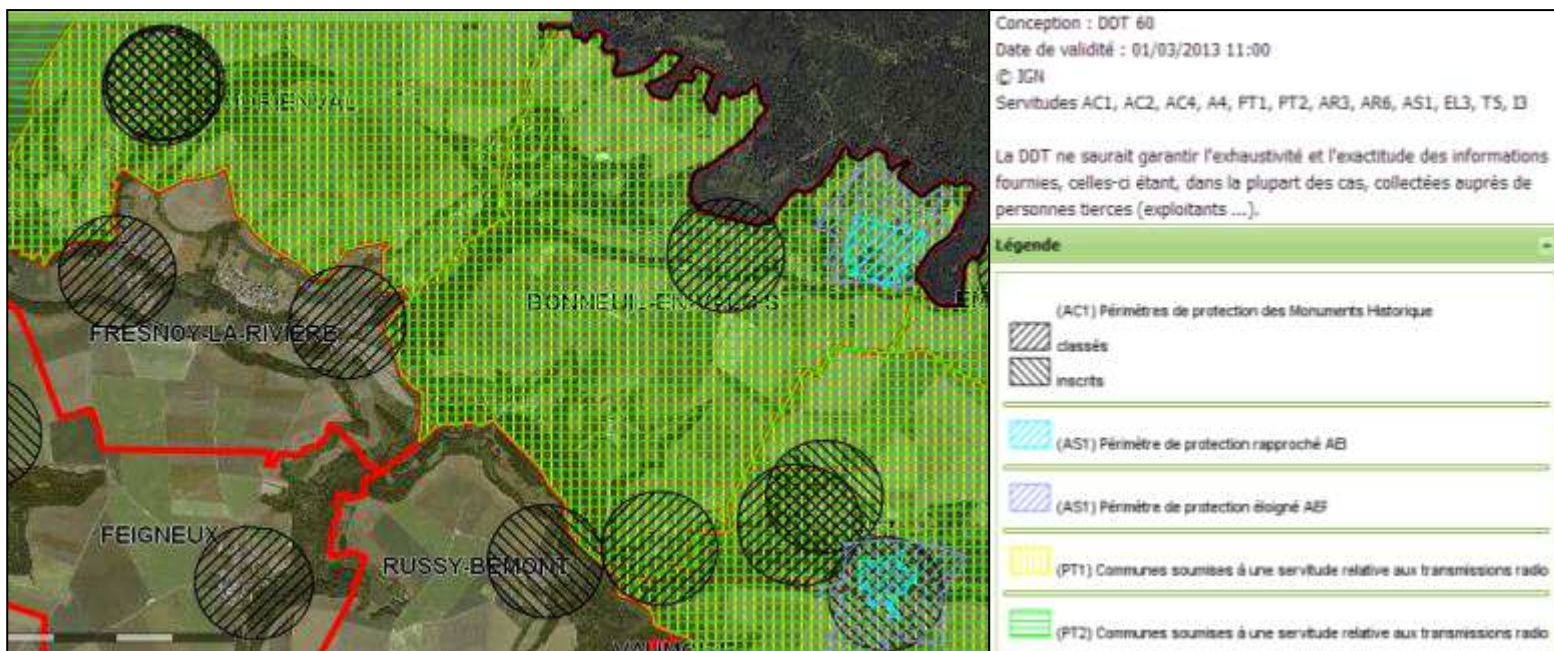 FRESNOY-LA-RIVIÈRE
BONNEUIL-EN-VALOIS
FEIGNEUX
RUSSY-BÉMONT
Conception : DDT 60
Date de validité : 01/03/2013 11:00
© IGN
Servitudes AC1, AC2, AC4, A4, PT1, PT2, AR3, AR6, AS1, EL3, T5, I3
La DDT ne saurait garantir l'exhaustivité et l'exactitude des informations
fournies, celles-ci étant, dans la plupart des cas, collectées auprès de
personnes tierces (exploitants ...).
Légende
(AC1) Périmètres de protection des Monuments Historique
classés
inscrits
(AS1) Périmètre de protection rapproché AEP
(AS1) Périmètre de protection éloigné AEP
(PT1) Communes soumises à une servitude relative aux transmissions radio
(PT2) Communes soumises à une servitude relative aux transmissions radio